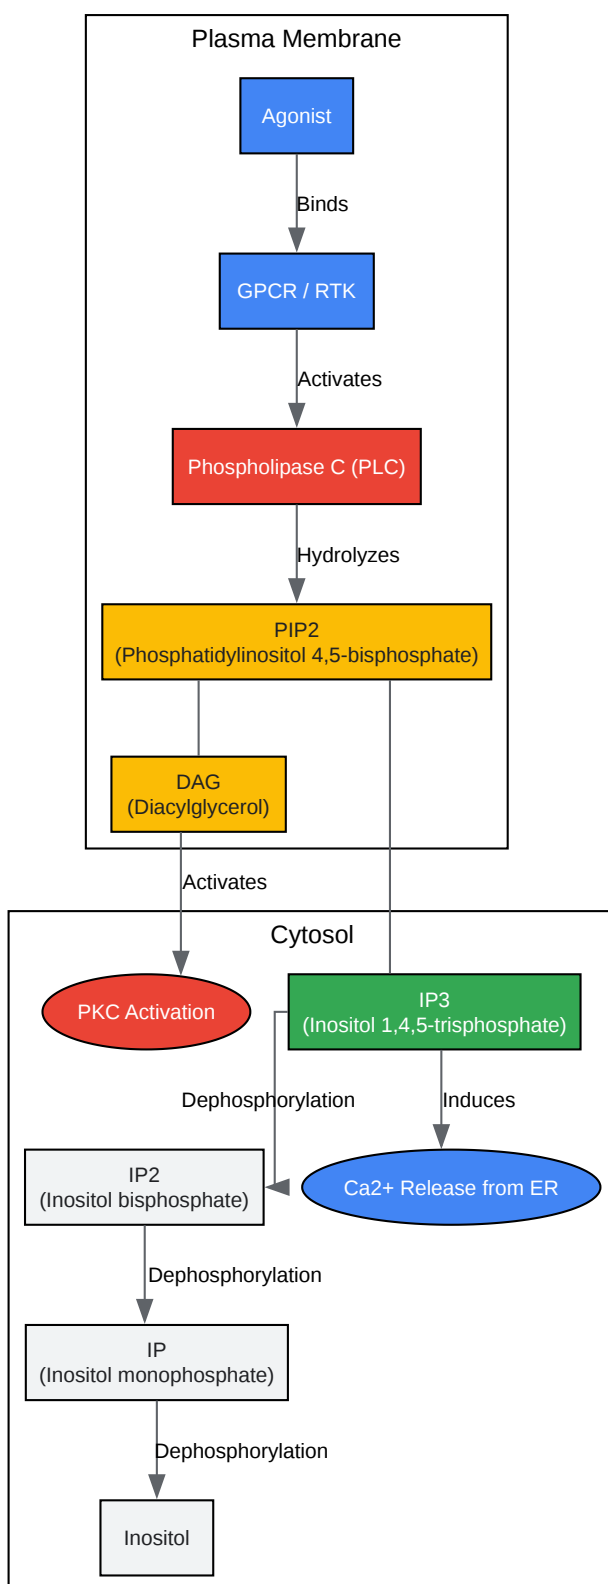 Plasma Membrane
Agonist
Binds
GPCR / RTK
Activates
Phospholipase C (PLC)
Hydrolyzes
PIP2
(Phosphatidylinositol 4,5-bisphosphate)
DAG
(Diacylglycerol)
Activates
Cytosol
PKC Activation
IP3
(Inositol 1,4,5-trisphosphate)
Dephosphorylation
Induces
IP2
(Inositol bisphosphate)
Ca2+ Release from ER
Dephosphorylation
IP
(Inositol monophosphate)
Dephosphorylation
Inositol